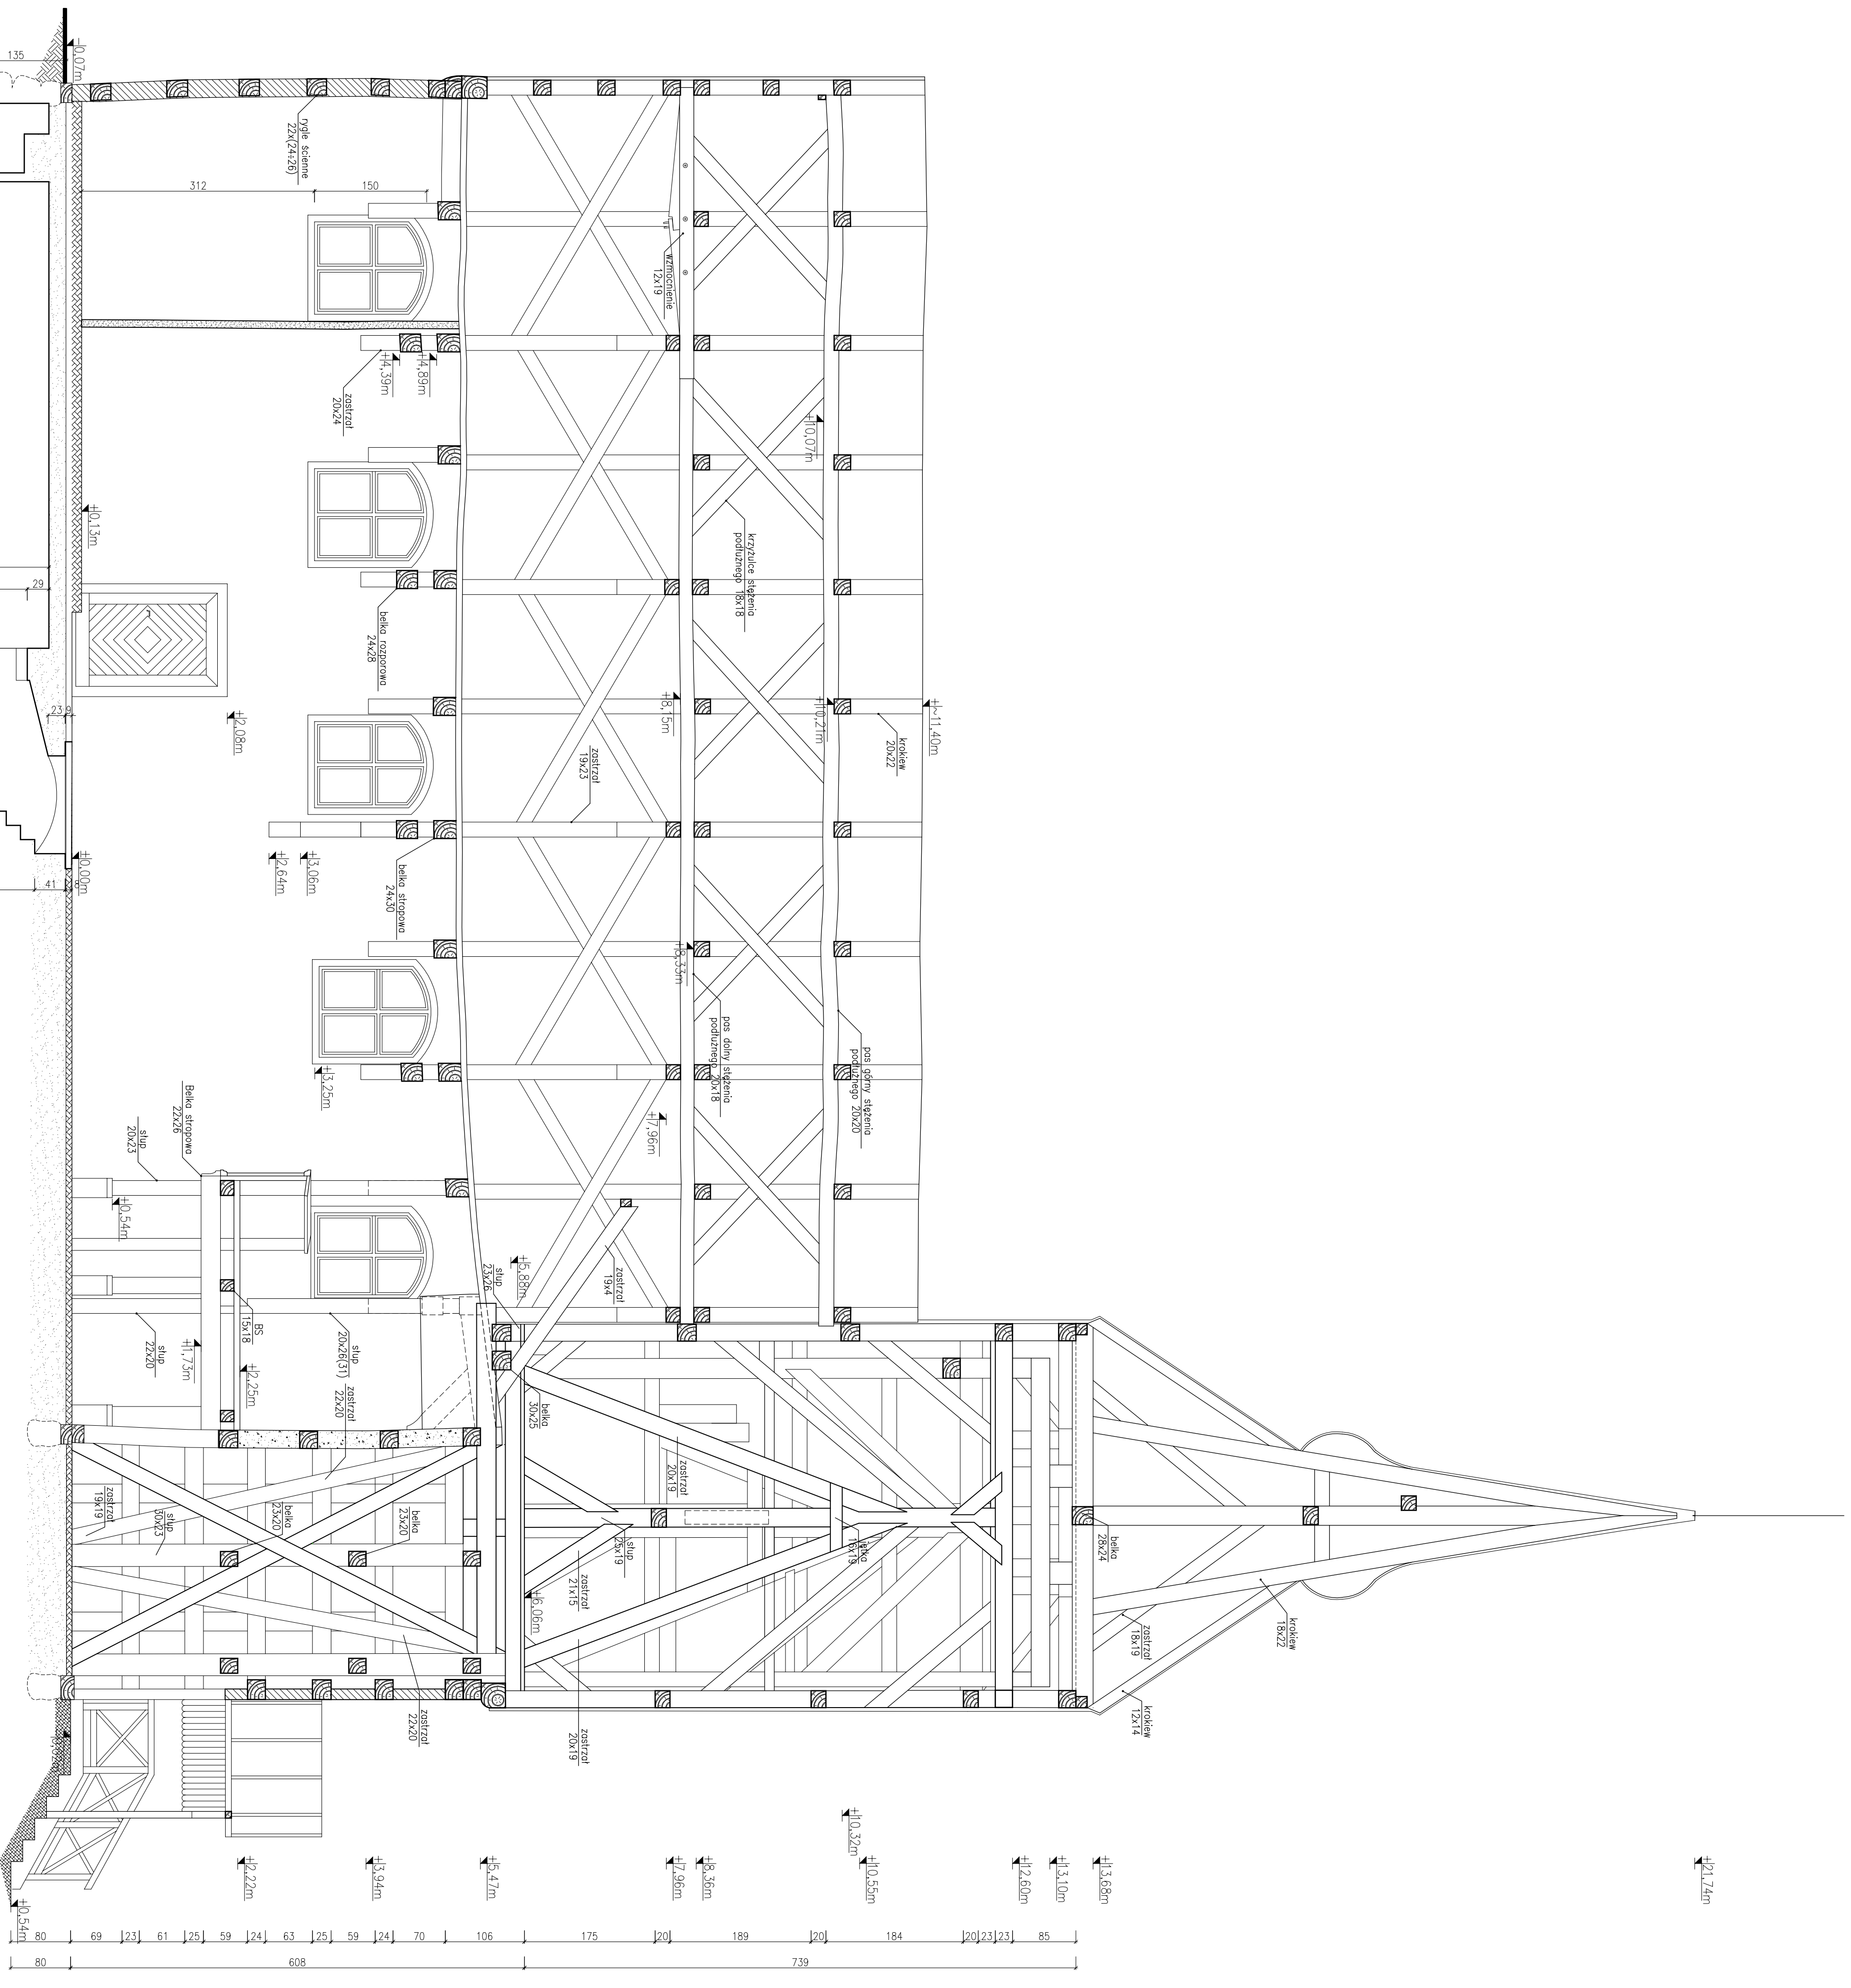 135
-0,07m
rygle ścienne
22x(24÷26)
312
150
wzmocnienie
12x19
+4,39m
+4,89m
zastrzał
20x24
+10,07m
+0,13m
krzyżulce stężenia
podłużnego 18x18
29
belka rozporowa
24x28
23
9
+2,08m
+8,15m
+10,21m
+~11,40m
krokiew
20x22
zastrzał
19x23
41
8
+0,00m
+2,64m
+3,06m
belka stropowa
24x30
+8,33m
pas dolny stężenia
podłużnego 20x18
pas górny stężenia
podłużnego 20x20
+3,25m
+7,96m
Belka stropowa
22x26
słup
20x23
+0,54m
słup
23x26
+5,88m
zastrzał
19x4
BS
15x18
słup
22x20
+1,73m
+2,25m
słup
20x26(31)
zastrzał
22x20
belka
30x25
zastrzał
20x19
zastrzał
19x19
słup
30x23
belka
23x20
belka
23x20
słup
25x19
16x19
belka
28x24
zastrzał
21x15
+6,06m
krokiew
18x22
zastrzał
18x19
krokiew
12x14
zastrzał
22x20
zastrzał
20x19
+10,32m
+0,54m
+2,22m
+3,94m
+5,47m
+7,96m
+8,36m
+10,55m
+12,60m
+13,10m
+13,68m
+21,74m
80
69
23
61
25
59
24
63
25
59
24
70
106
175
20
189
20
184
20
23
23
85
80
608
739